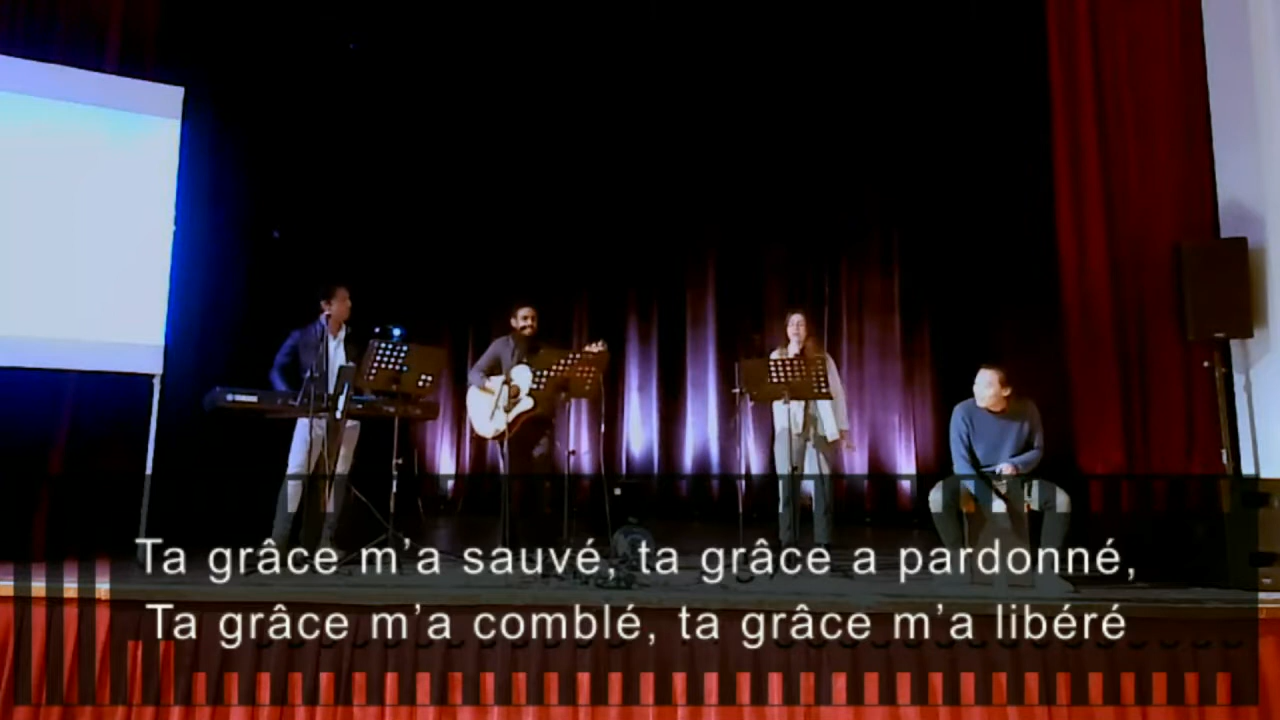 Ta grâce m’a sauvé, ta grâce a pardonné,
Ta grâce m’a comblé, ta grâce m’a libéré